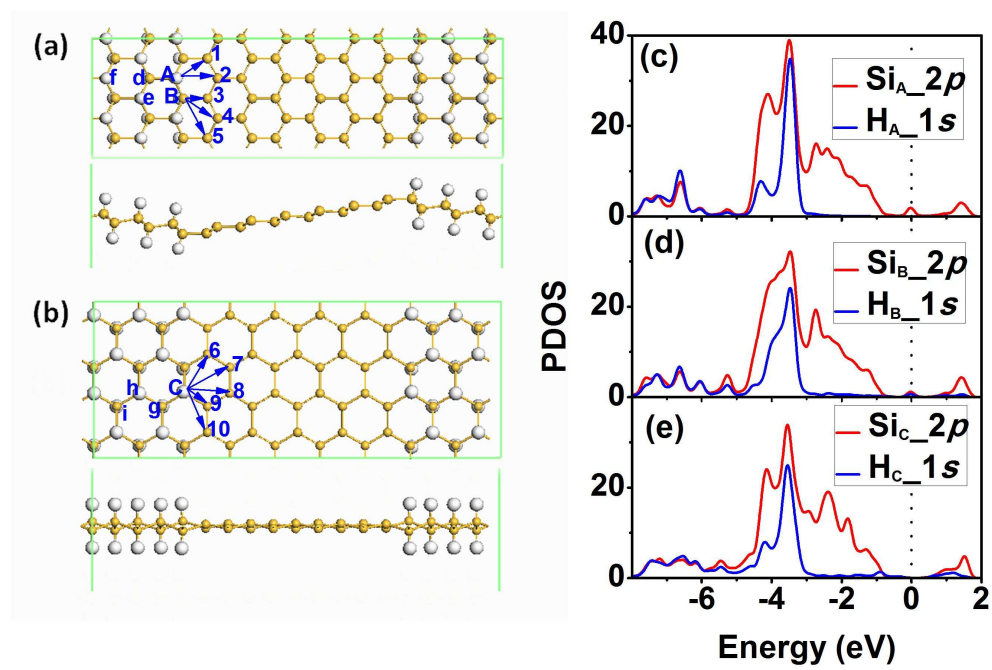 (a)
1
f d A 2
e B 3
4
5
(b)
6
7
h C 8
g 9
i 10
40
20
0
20
0
20
0
PDOS
(c)
Si_A_2p
H_A_1s
(d)
Si_B_2p
H_B_1s
(e)
Si_C_2p
H_C_1s
-6 -4 -2 0 2
Energy (eV)